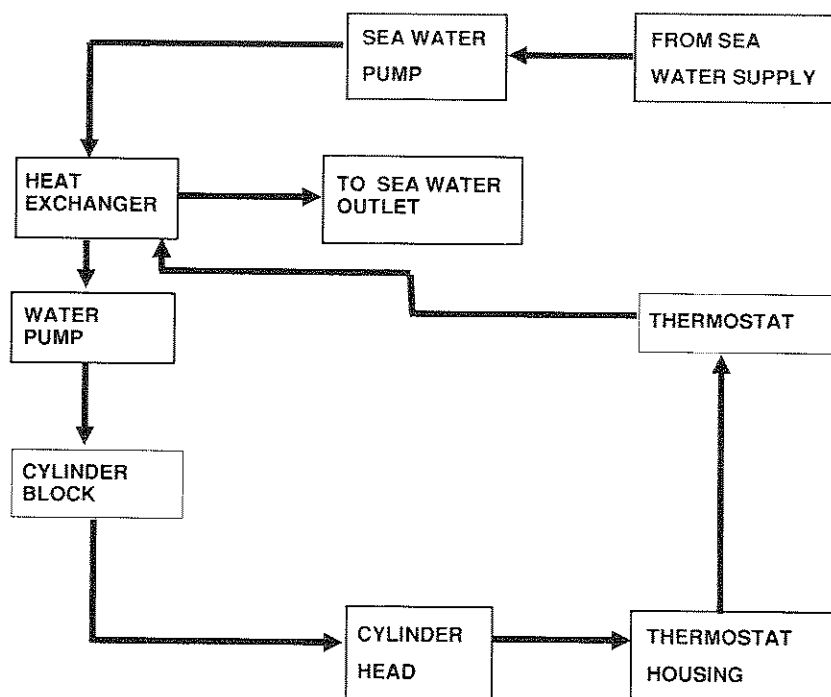 SEA WATER
PUMP
FROM SEA
WATER SUPPLY
HEAT
EXCHANGER
TO SEA WATER
OUTLET
WATER
PUMP
THERMOSTAT
CYLINDER
BLOCK
CYLINDER
HEAD
THERMOSTAT
HOUSING